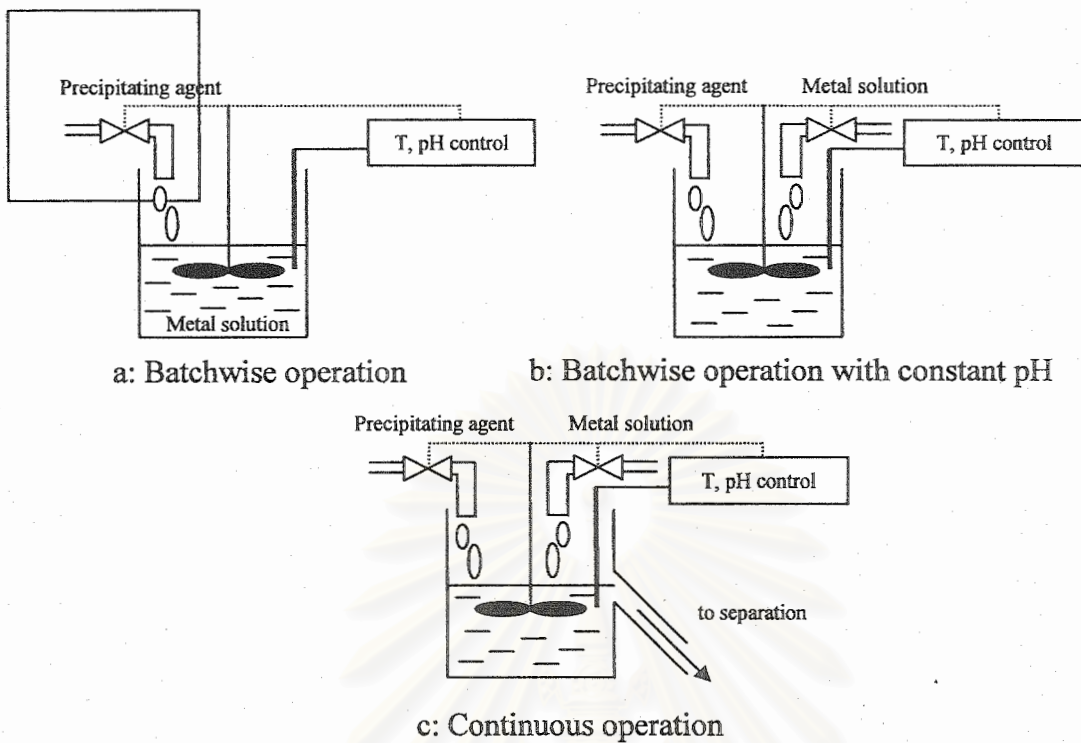 Precipitating agent
T, pH control
Metal solution
a: Batchwise operation
Precipitating agent
Metal solution
T, pH control
b: Batchwise operation with constant pH
Precipitating agent
Metal solution
T, pH control
to separation
c: Continuous operation